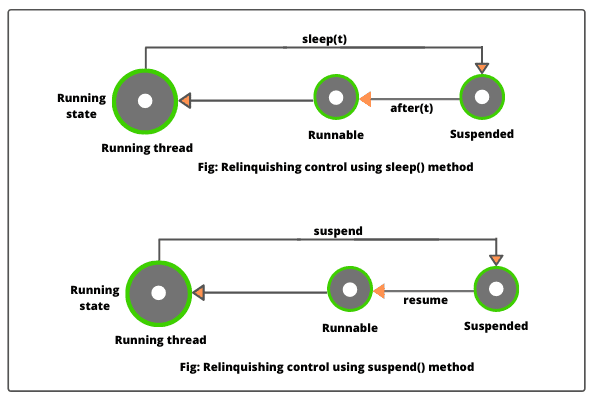 sleep(t)
Running
state
Running thread
Runnable
after(t)
Suspended
Fig: Relinquishing control using sleep() method
suspend
Running
state
Running thread
Runnable
resume
Suspended
Fig: Relinquishing control using suspend() method